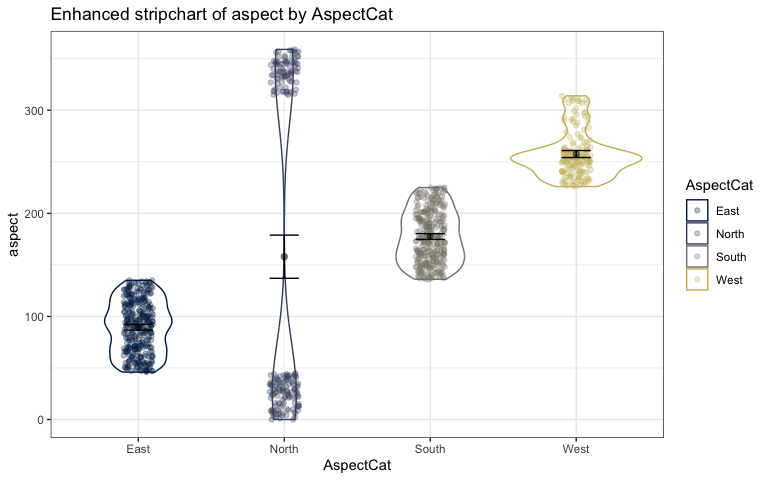 Enhanced stripchart of aspect by AspectCat
300
200
100
0
aspect
East
North
South
West
AspectCat
AspectCat
East
North
South
West